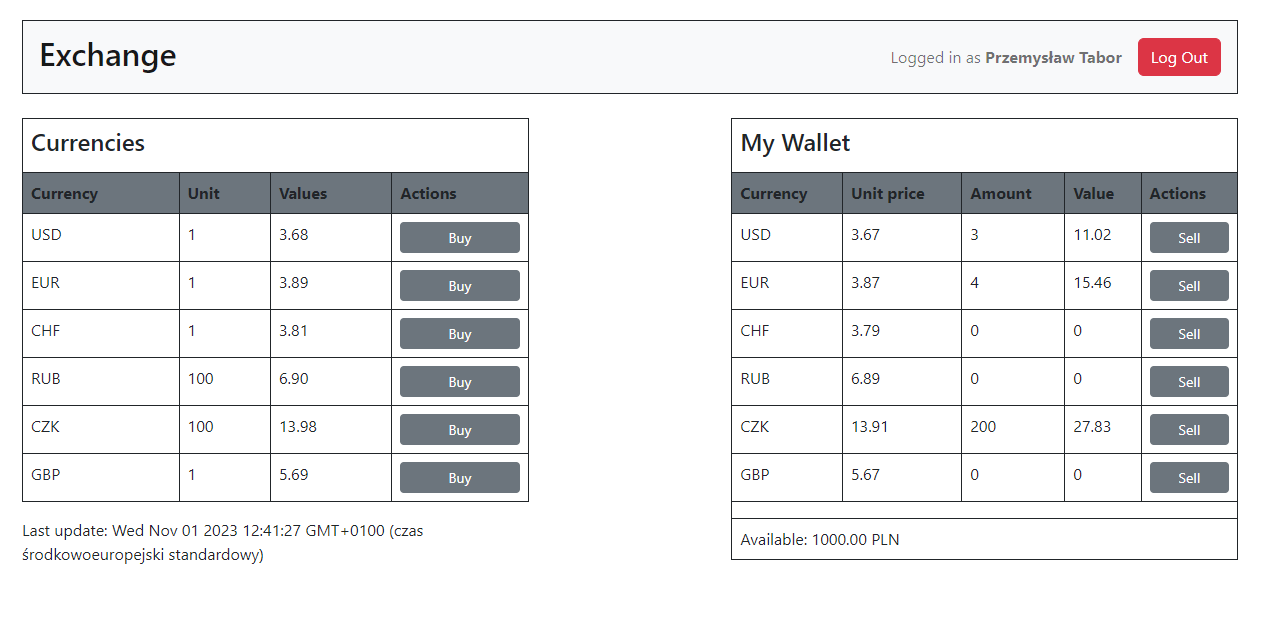 Exchange
Logged in as Przemysław Tabor
Log Out
Currencies
Currency Unit Values Actions
USD 1 3.68 Buy
EUR 1 3.89 Buy
CHF 1 3.81 Buy
RUB 100 6.90 Buy
CZK 100 13.98 Buy
GBP 1 5.69 Buy
Last update: Wed Nov 01 2023 12:41:27 GMT+0100 (czas
środkowoeuropejski standardowy)
My Wallet
Currency Unit price Amount Value Actions
USD 3.67 3 11.02 Sell
EUR 3.87 4 15.46 Sell
CHF 3.79 0 0 Sell
RUB 6.89 0 0 Sell
CZK 13.91 200 27.83 Sell
GBP 5.67 0 0 Sell
Available: 1000.00 PLN